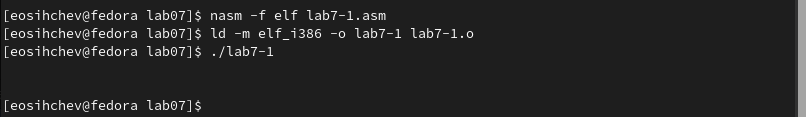 [eosihchev@fedora lab07]$ nasm -f elf lab7-1.asm
[eosihchev@fedora lab07]$ ld -m elf_i386 -o lab7-1 lab7-1.o
[eosihchev@fedora lab07]$ ./lab7-1
[eosihchev@fedora lab07]$